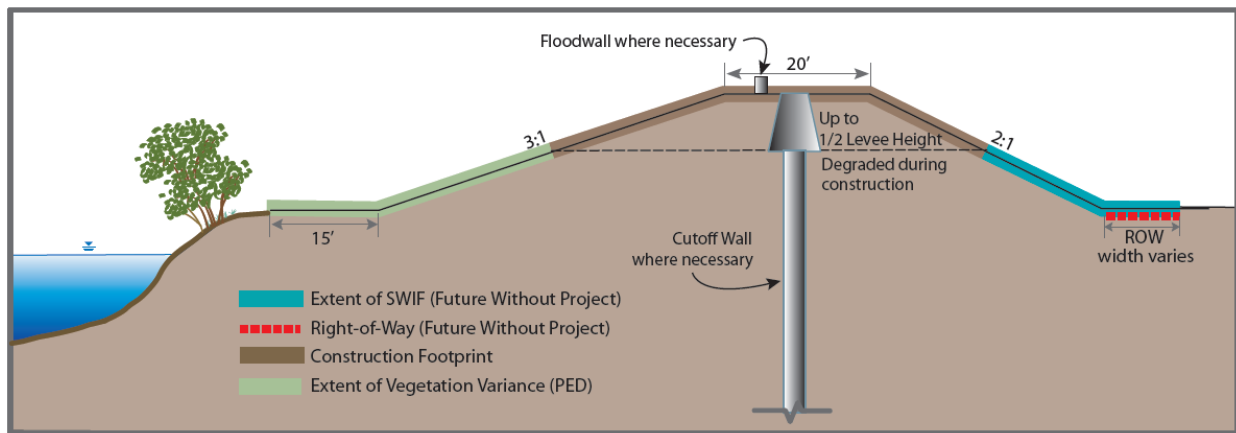 Floodwall where necessary
20’
3:1
Up to
1/2 Levee Height
Degraded during
construction
2:1
15’
Cutoff Wall
where necessary
ROW
width varies
Extent of SWIF (Future Without Project)
Right-of-Way (Future Without Project)
Construction Footprint
Extent of Vegetation Variance (PED)